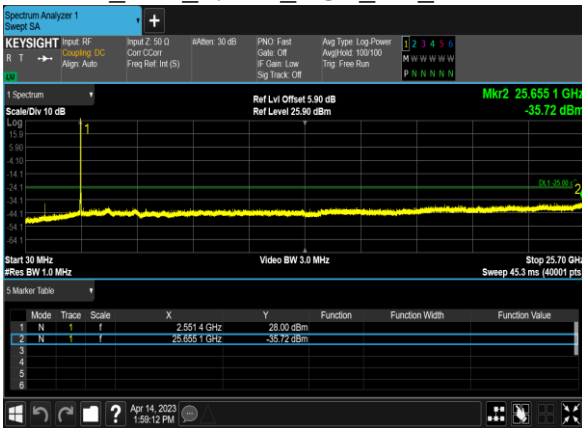 Spectrum Analyzer 1
Swept SA
KEYSIGHT Input: RF Input Z: 50 Ω #Atten: 30 dB PNO: Fast Avg Type: Log-Power 1 2 3 4 5 6
R T Coupling: DC Corr CCorr Gate: Off Avg|Hold: 100/100 M W W W W W
Align: Auto Freq Ref: Int (S) IF Gain: Low Trig: Free Run
LW Sig Track: Off P N N N N N
1 Spectrum Ref Lvl Offset 5.90 dB Mkr2 25.655 1 GHz
Scale/Div 10 dB Ref Level 25.90 dBm -35.72 dBm
Log
15.9 1
5.90
-4.10
-14.1
-24.1 DL1 -25.00 2
-34.1
-44.1
-54.1
-64.1
Start 30 MHz Video BW 3.0 MHz Stop 25.70 GHz
#Res BW 1.0 MHz Sweep 45.3 ms (40001 pts
5 Marker Table
Mode Trace Scale X Y Function Function Width Function Value
1 N 1 f 2.551 4 GHz 28.00 dBm
2 N 1 f 25.655 1 GHz -35.72 dBm
3
4
5
6
? Apr 14, 2023
1:59:12 PM